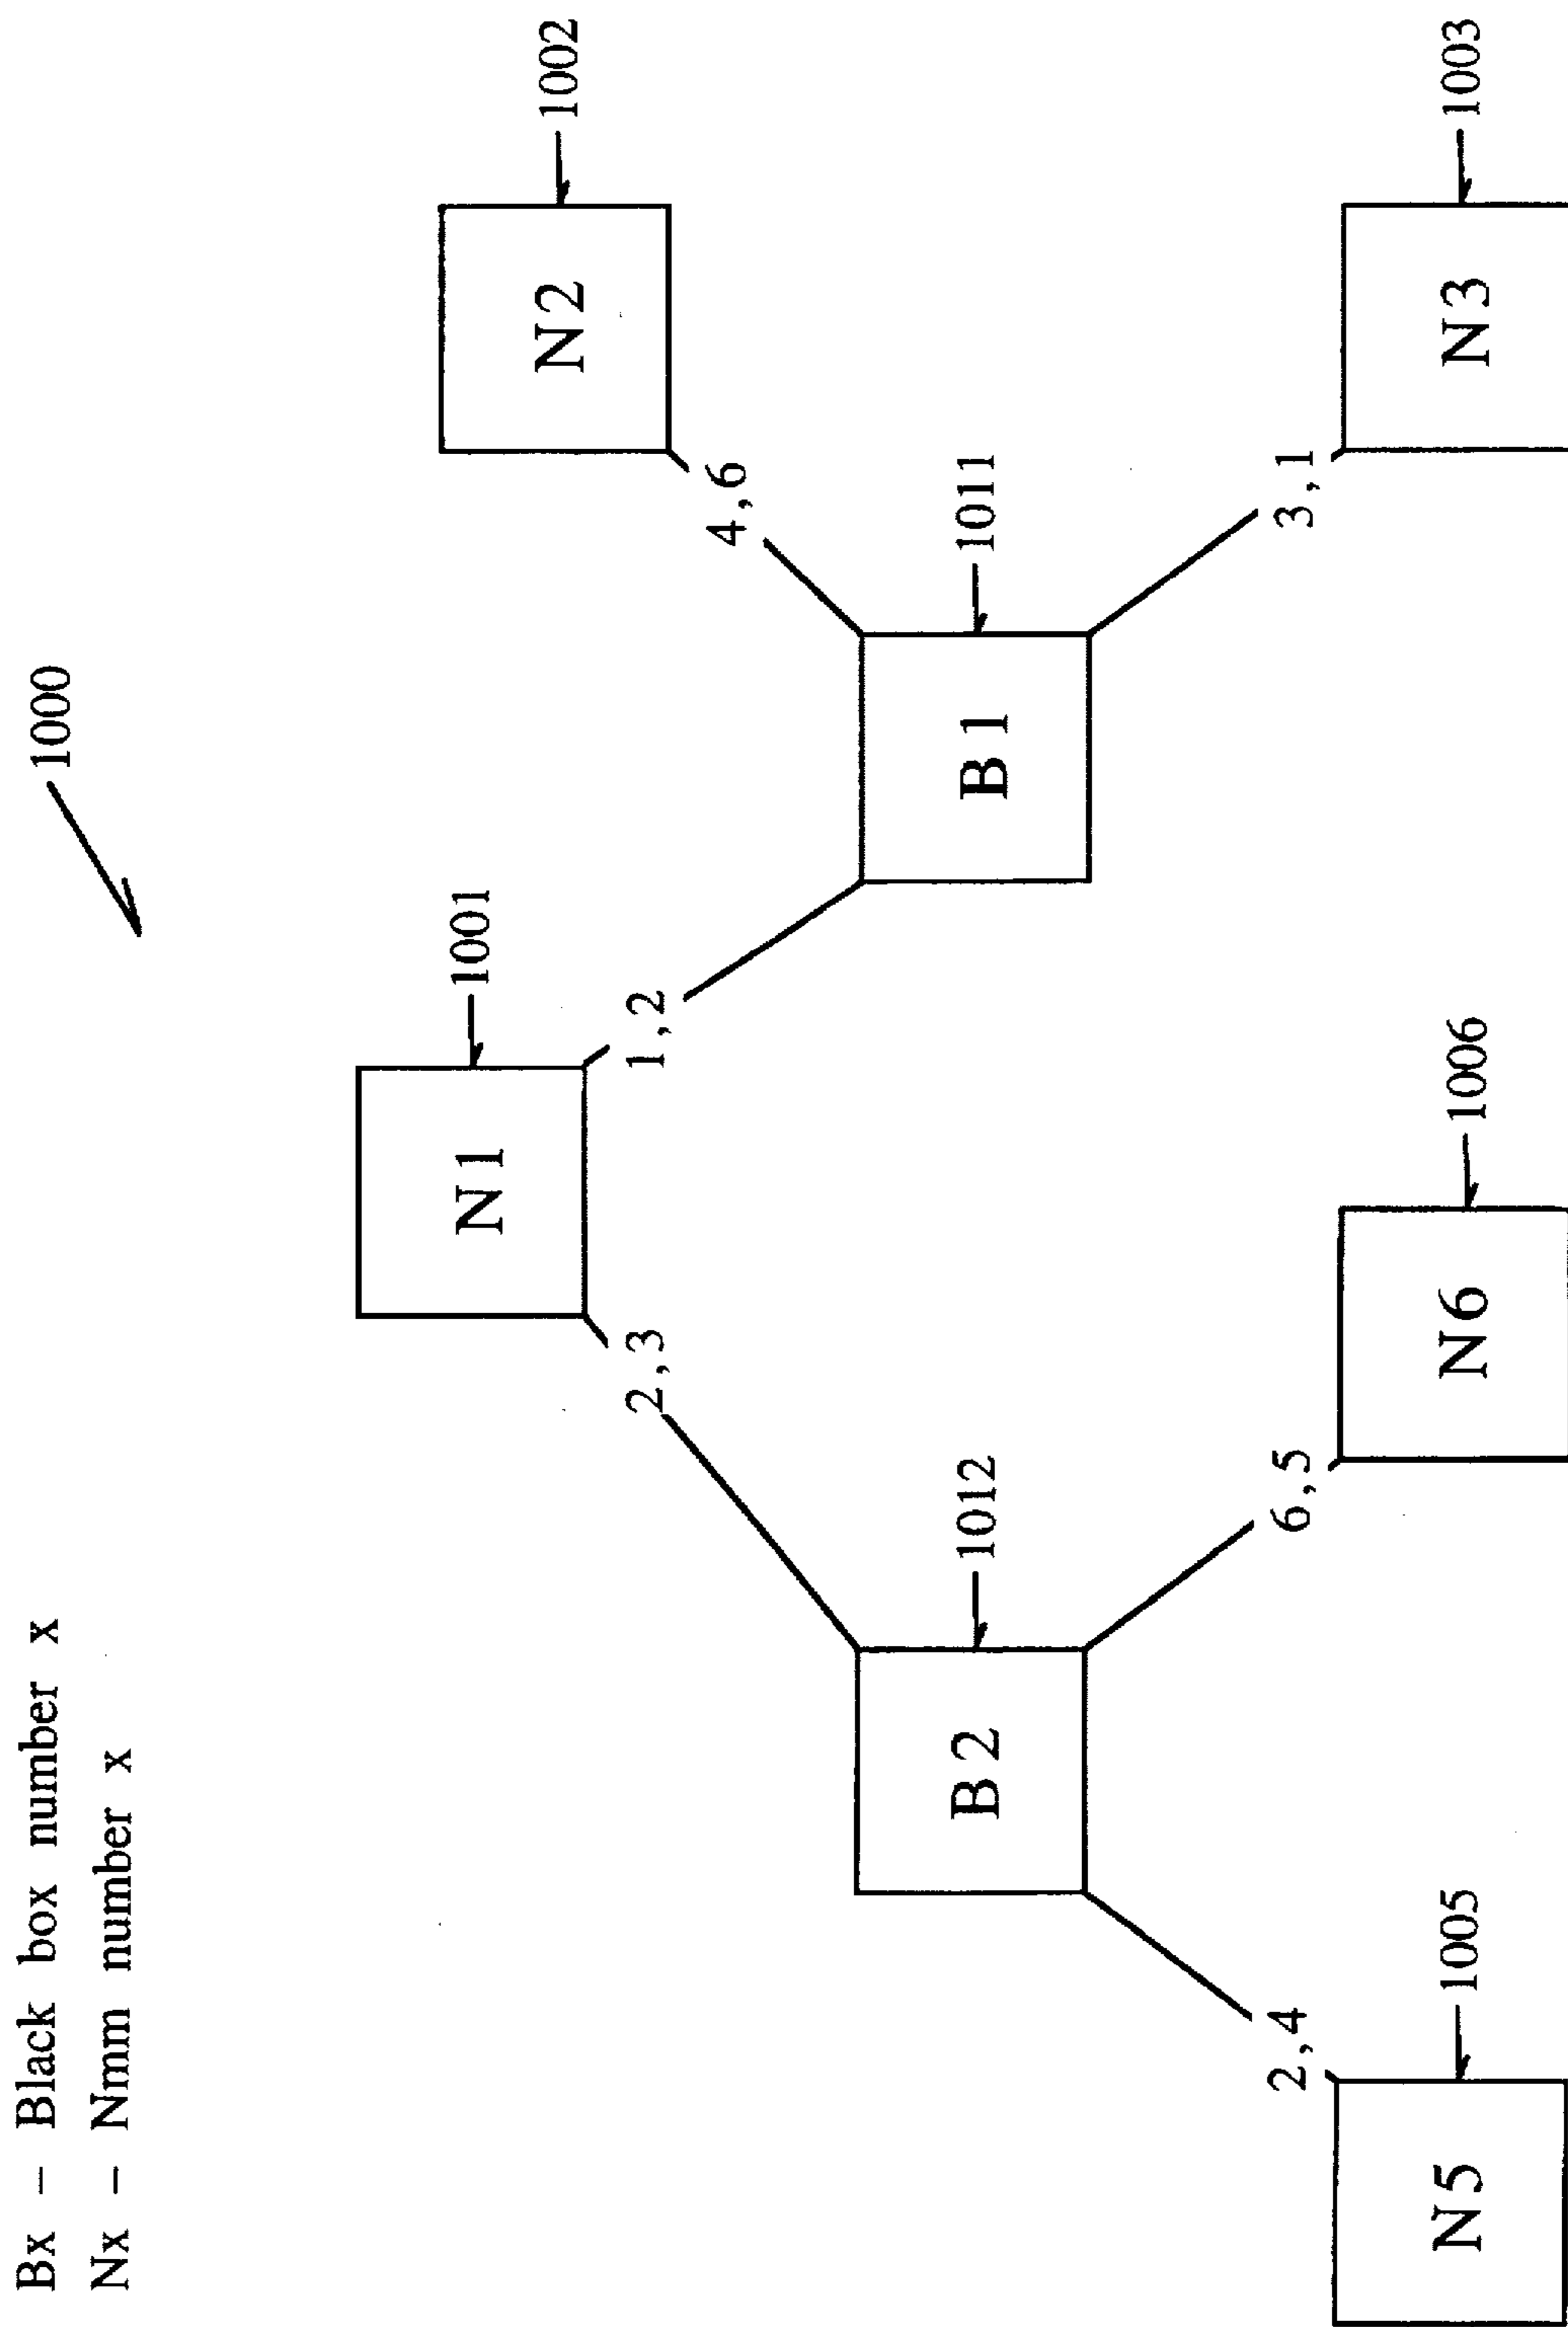 Bx – Black box number x
Nx – Nmm number x
1000
N1
1001
N2
1002
2,3
1,2
4,6
B2
1012
B1
1011
2,4
6,5
3,1
N5
1005
N6
1006
N3
1003